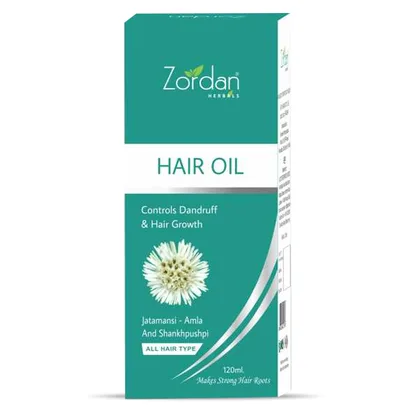 Zordan®
HERBALS
HAIR OIL
Controls Dandruff
& Hair Growth
Jatamansi - Amla
And Shankhpushpi
ALL HAIR TYPE
120ml.
Makes Strong Hair Roots